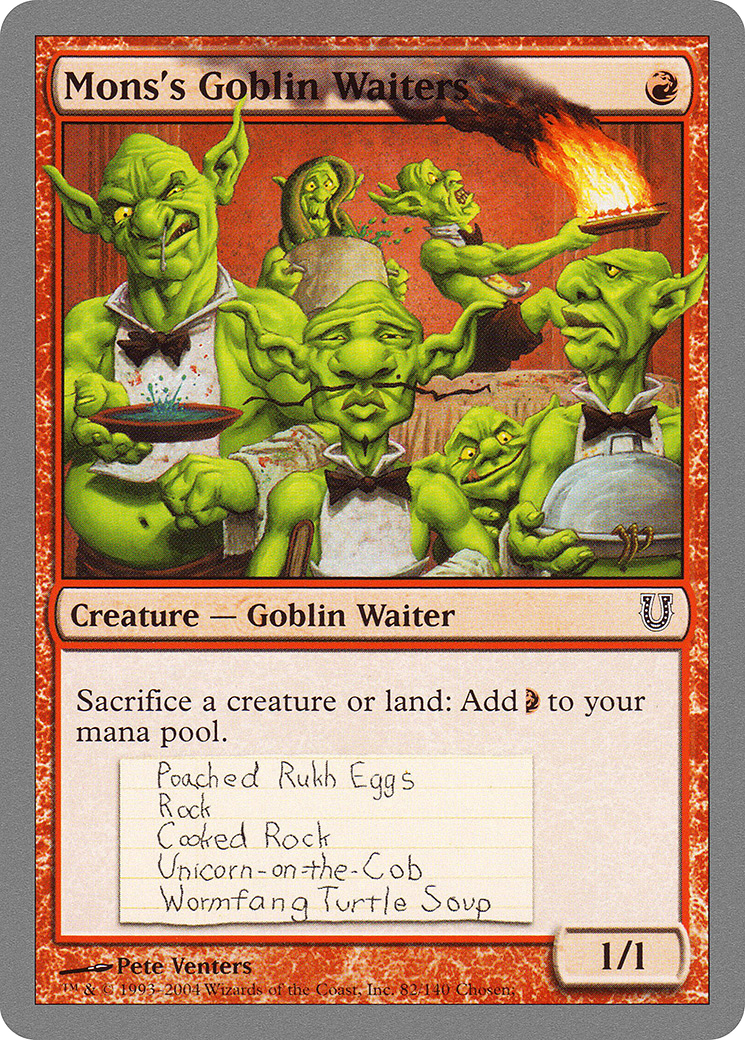 Mons's Goblin Waiters
Creature — Goblin Waiter
Sacrifice a creature or land: Add to your
mana pool.
Poached Rukh Eggs
Rock
Cooked Rock
Unicorn-on-the-Cob
Wormfang Turtle Soup
1/1
Pete Venters
™ & © 1993-2004 Wizards of the Coast, Inc. 82/140 Chosen;